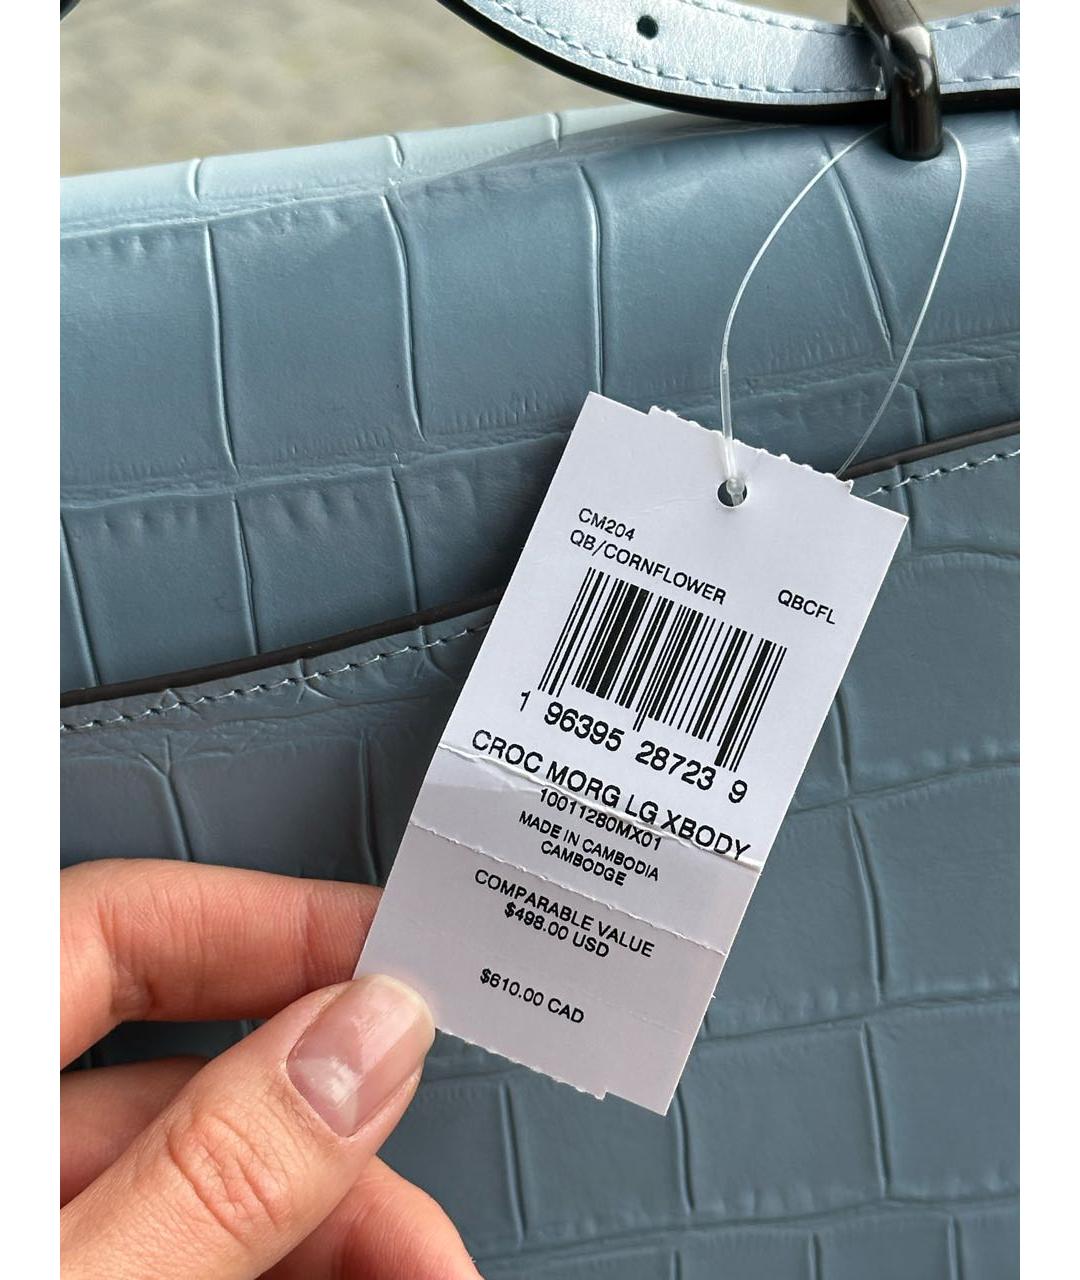 CM204
QB/CORNFLOWER QBCFL
1 96395 28723 9
CROC MORG LG XBODY
10011280MX01
MADE IN CAMBODIA
CAMBODGE
COMPARABLE VALUE
$498.00 USD
$610.00 CAD